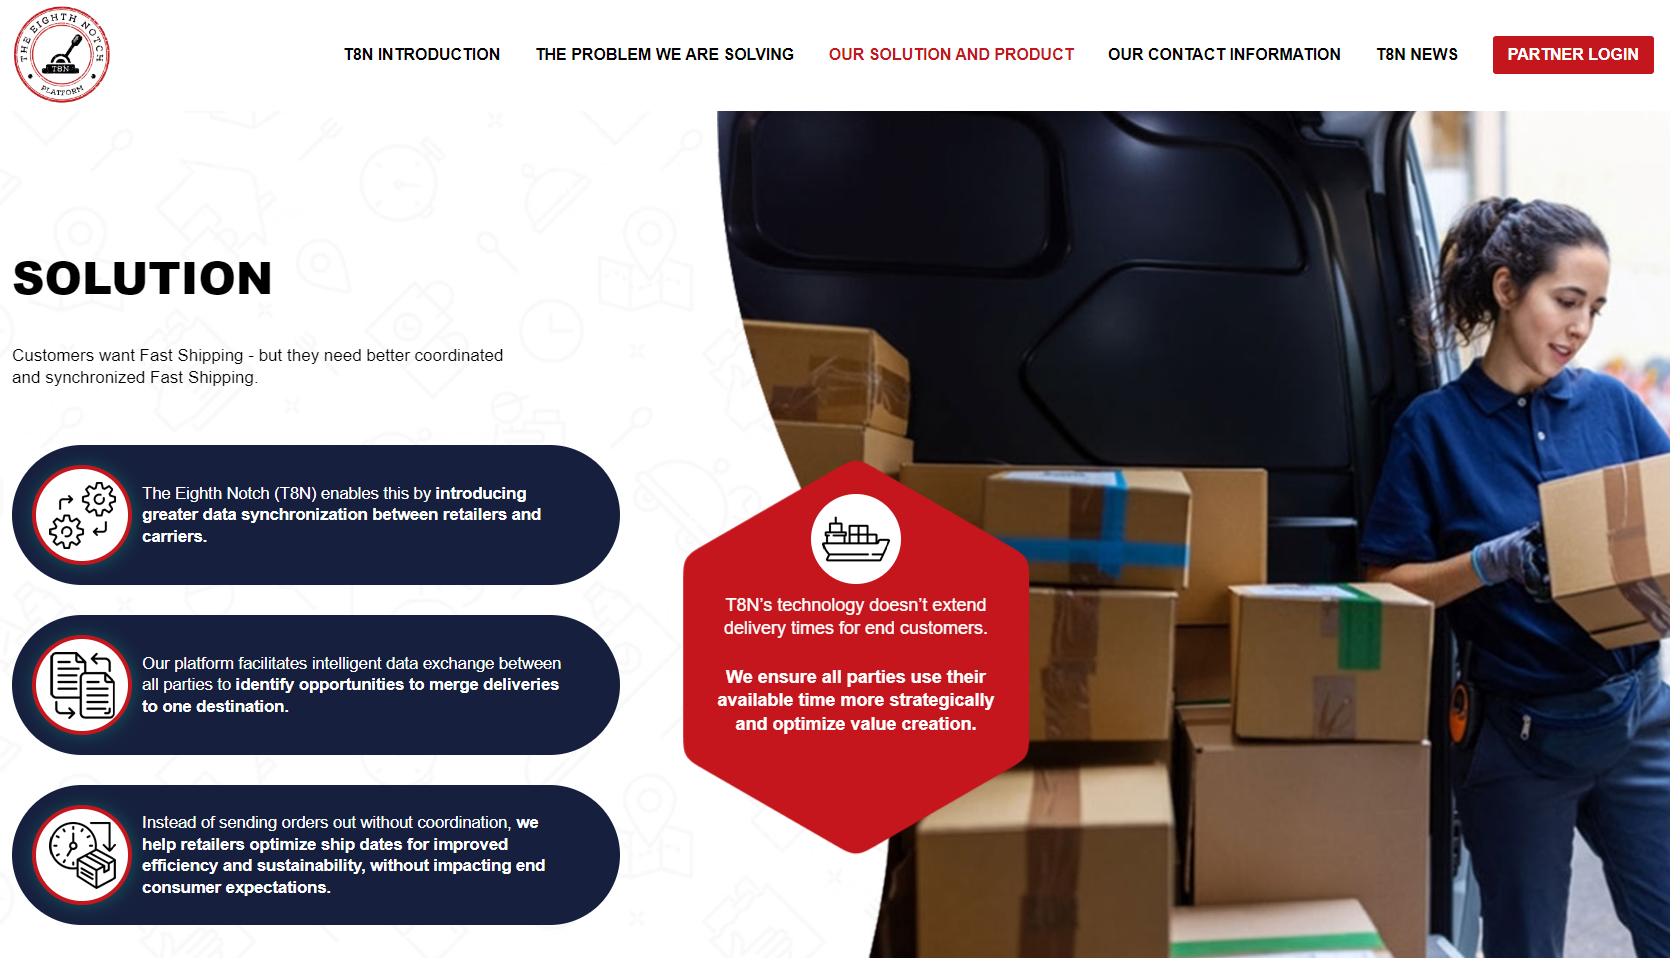 THE EIGHTH NOTCH
T8N
PLATFORM
T8N INTRODUCTION
THE PROBLEM WE ARE SOLVING
OUR SOLUTION AND PRODUCT
OUR CONTACT INFORMATION
T8N NEWS
PARTNER LOGIN
SOLUTION
Customers want Fast Shipping - but they need better coordinated
and synchronized Fast Shipping.
The Eighth Notch (T8N) enables this by introducing
greater data synchronization between retailers and
carriers.
Our platform facilitates intelligent data exchange between
all parties to identify opportunities to merge deliveries
to one destination.
Instead of sending orders out without coordination, we
help retailers optimize ship dates for improved
efficiency and sustainability, without impacting end
consumer expectations.
T8N’s technology doesn’t extend
delivery times for end customers.
We ensure all parties use their
available time more strategically
and optimize value creation.